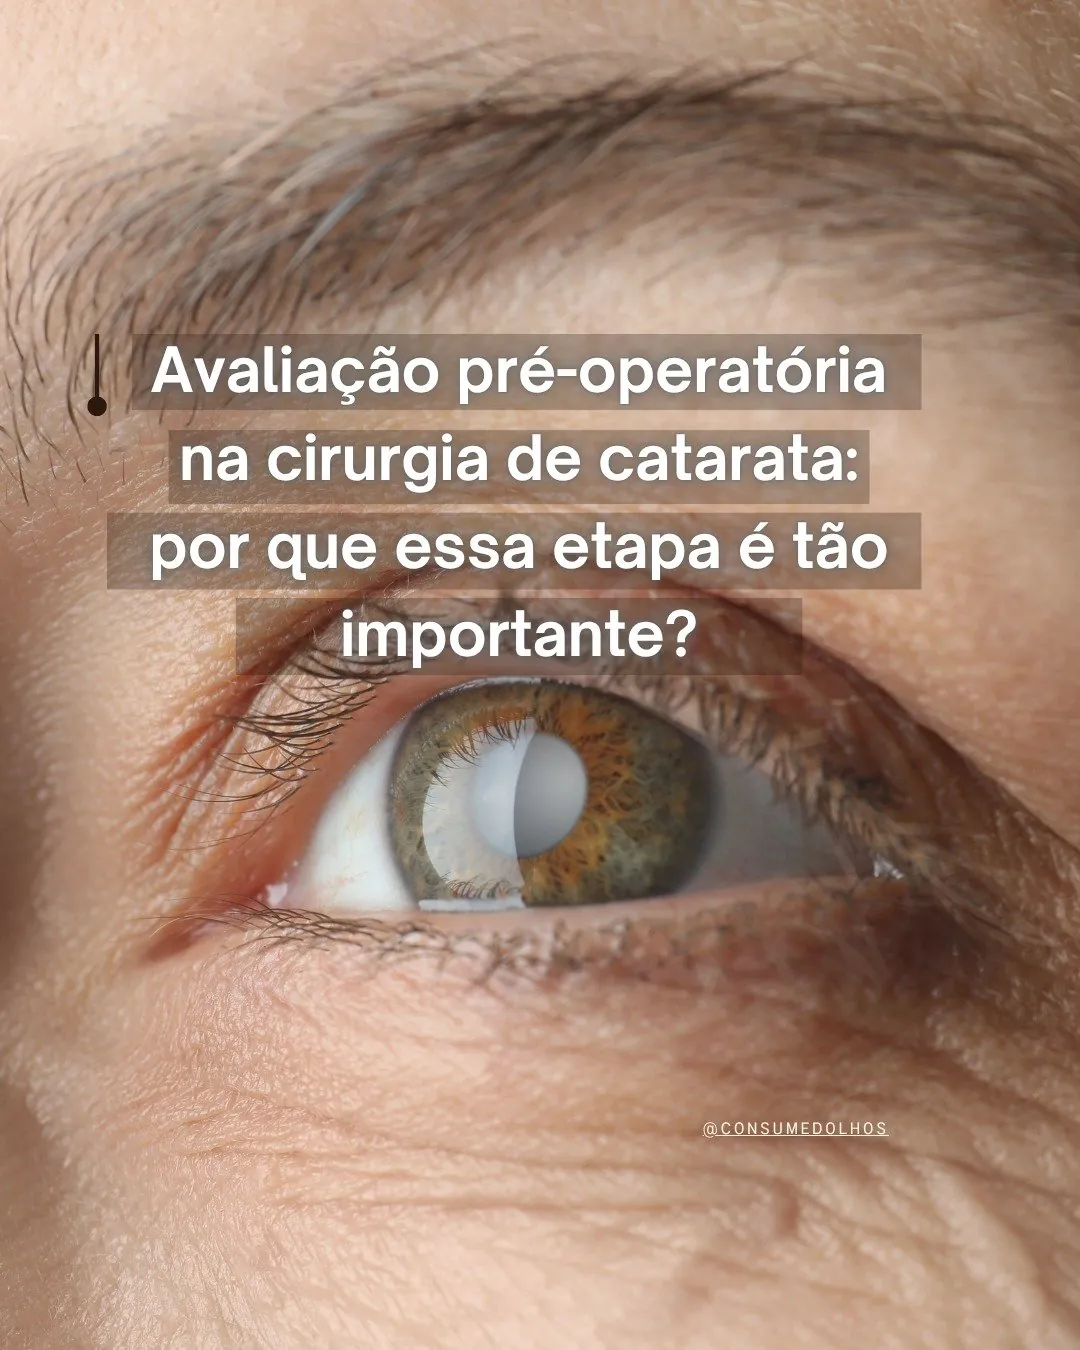 Avaliação pré-operatória
na cirurgia de catarata:
por que essa etapa é tão
importante?
@CONSUMEDOLHOS